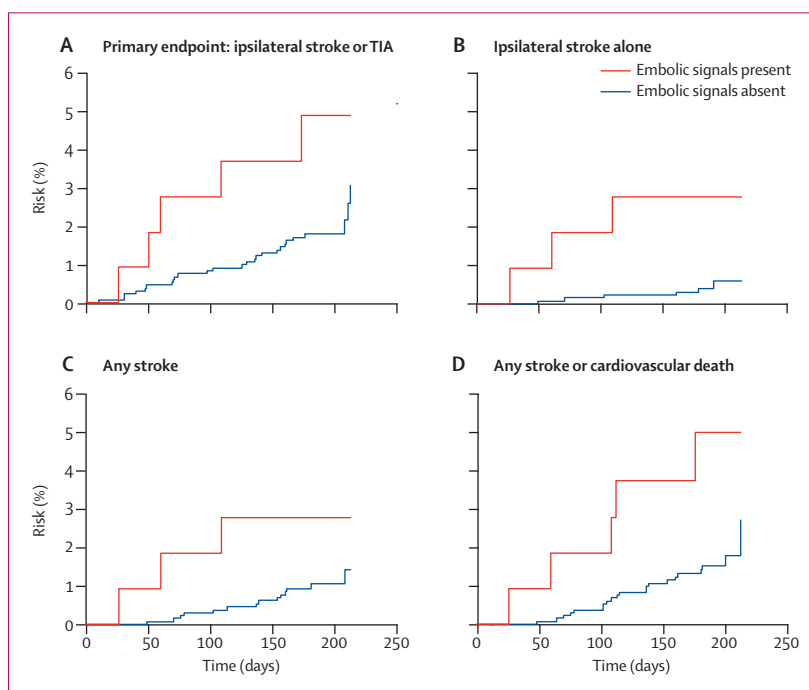 A Primary endpoint: ipsilateral stroke or TIA
B Ipsilateral stroke alone
Embolic signals present
Embolic signals absent
6
5
4
3
2
1
0
Risk (%)
C Any stroke
D Any stroke or cardiovascular death
6
5
4
3
2
1
0
Risk (%)
0 50 100 150 200 250
Time (days)
0 50 100 150 200 250
Time (days)